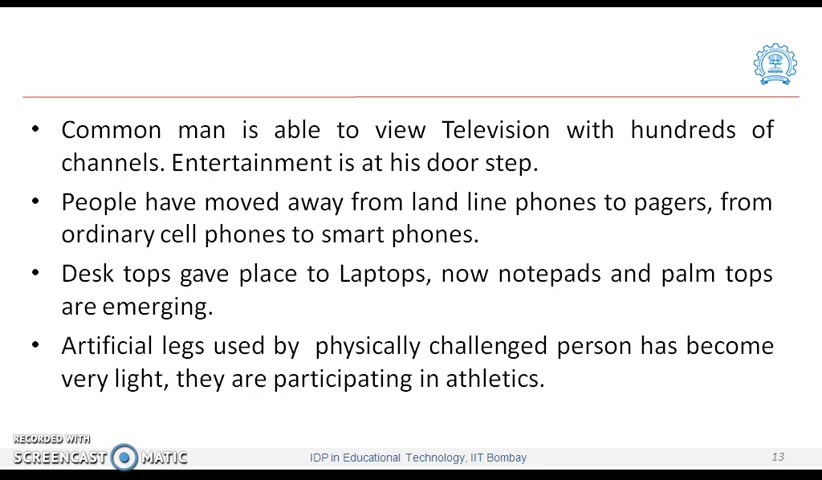 • Common man is able to view Television with hundreds of
channels. Entertainment is at his door step.
• People have moved away from land line phones to pagers, from
ordinary cell phones to smart phones.
• Desk tops gave place to Laptops, now notepads and palm tops
are emerging.
• Artificial legs used by  physically challenged person has become
very light, they are participating in athletics.
RECORDED WITH
SCREENCAST MATIC
IDP in Educational Technology, IIT Bombay
13